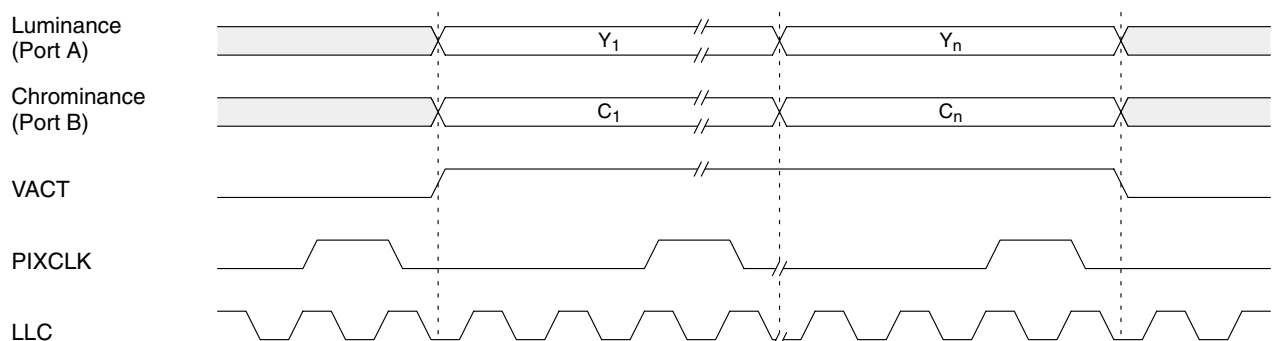 Luminance
(Port A)
Y1
Yn
Chrominance
(Port B)
C1
Cn
VACT
PIXCLK
LLC